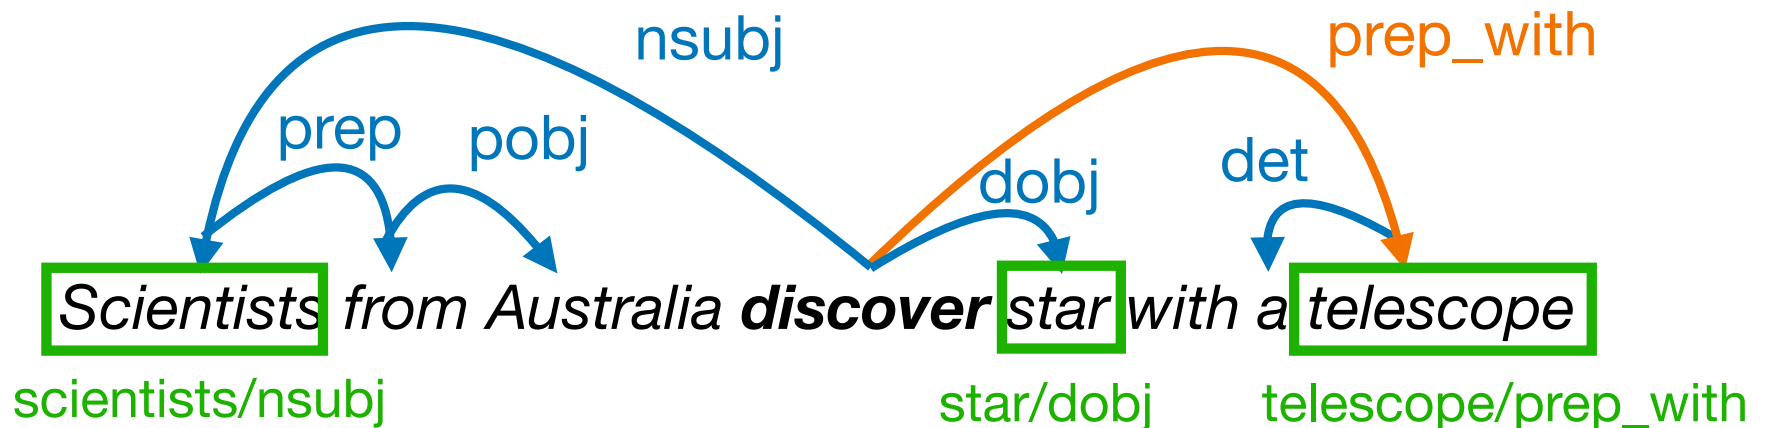 nsubj
prep_with
prep
pobj
dobj
det
Scientists from Australia discover star with a telescope
scientists/nsubj
star/dobj
telescope/prep_with